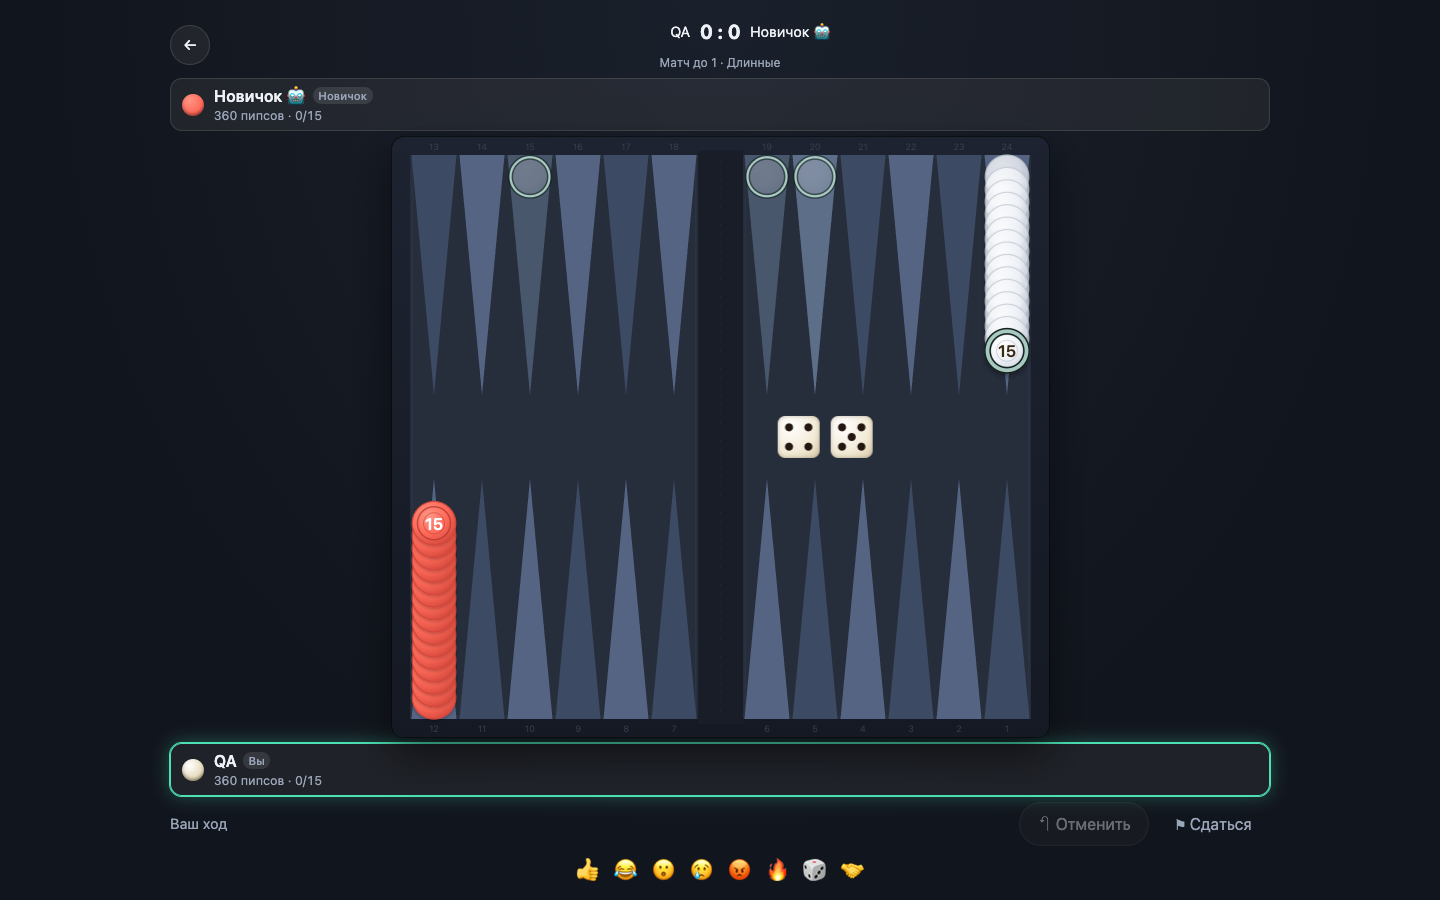 QA 0 : 0 Новичок
Матч до 1 · Длинные
Новичок Новичок
360 пипсов · 0/15
13 14 15 16 17 18 19 20 21 22 23 24
15
15
12 11 10 9 8 7 6 5 4 3 2 1
QA Вы
360 пипсов · 0/15
Ваш ход
Отменить
Сдаться